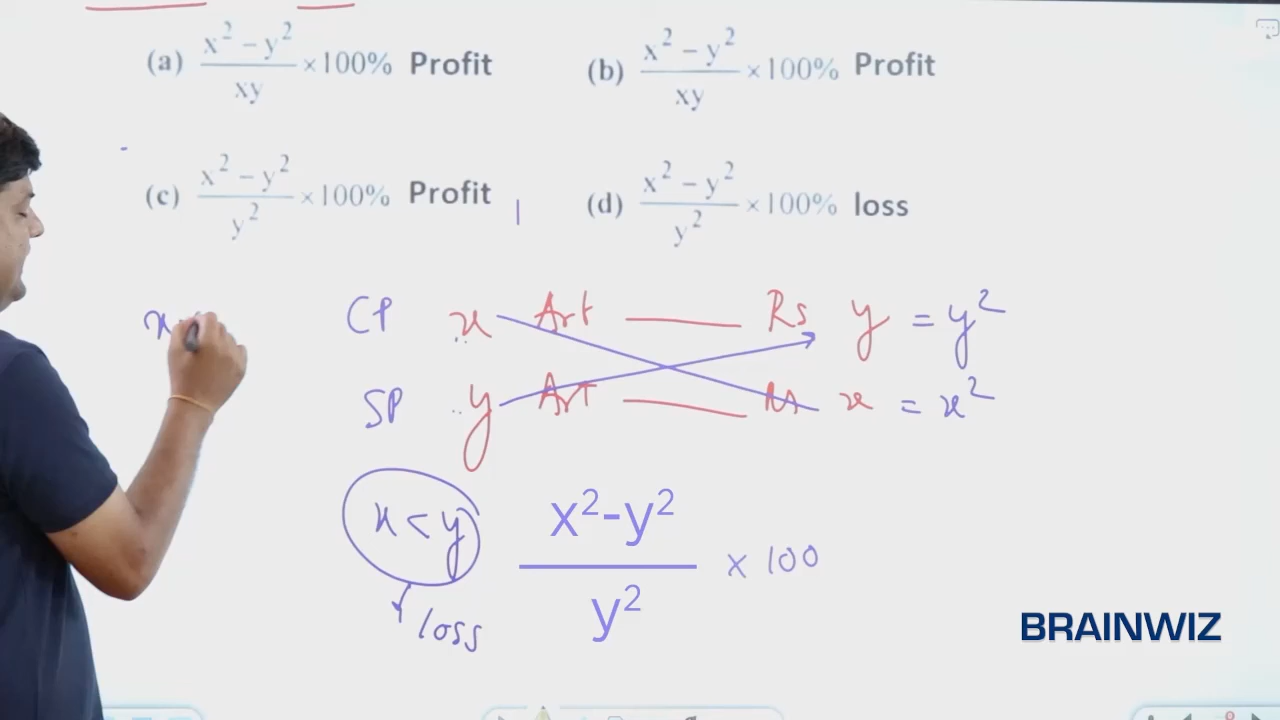 (a) x² − y² / xy ×100% Profit
(b) x² − y² / xy ×100% Profit
(c) x² − y² / y² ×100% Profit
(d) x² − y² / y² ×100% loss
x
CP x Art — Rs y = y²
SP y Art — Rs x = x²
x < y
loss
x²-y² / y² × 100
BRAINWIZ